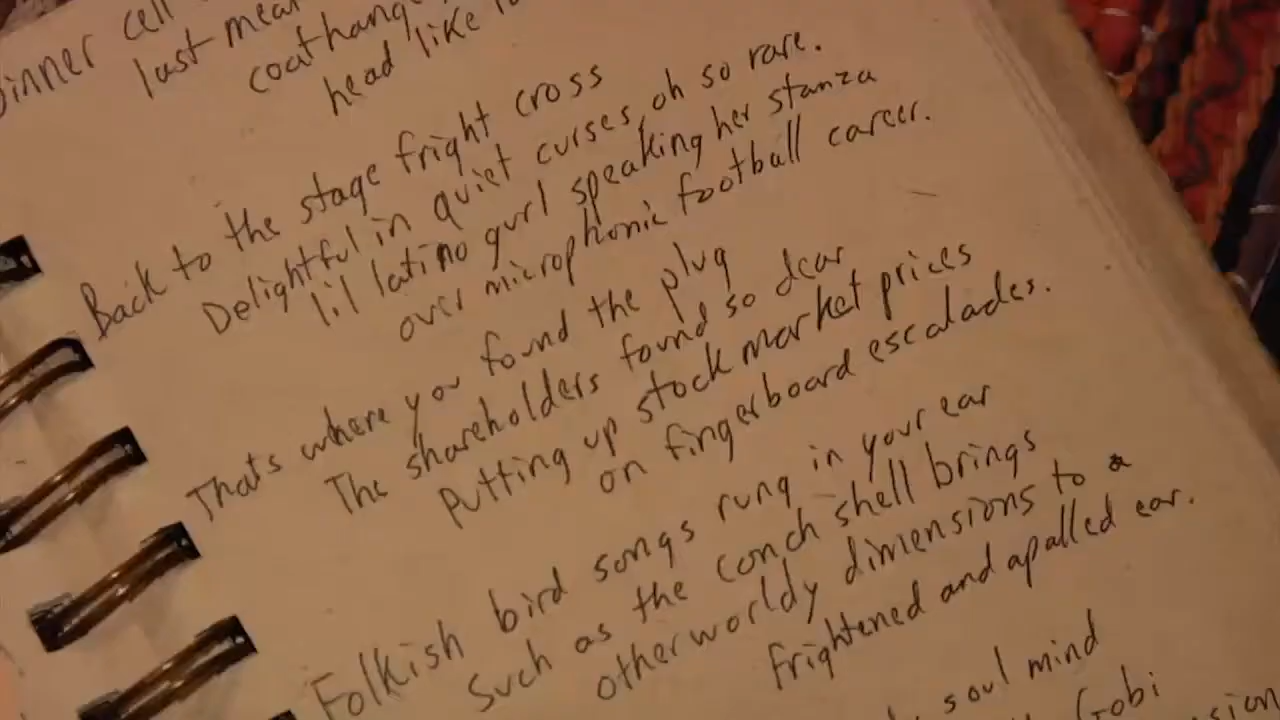 Dinner cell
last meal
coathang
head like
Back to the stage fright cross
Delightful in quiet curses, oh so rare.
lil latino gurl speaking her stanza
over microphonic football career.
That's where you found the plug
The shareholders found so dear
Putting up stock market prices
on fingerboard escalades.
Folkish bird songs rung in your ear
Such as the conch shell brings
otherworldy dimensions to a
frightened and apalled ear.
soul mind
Gobi